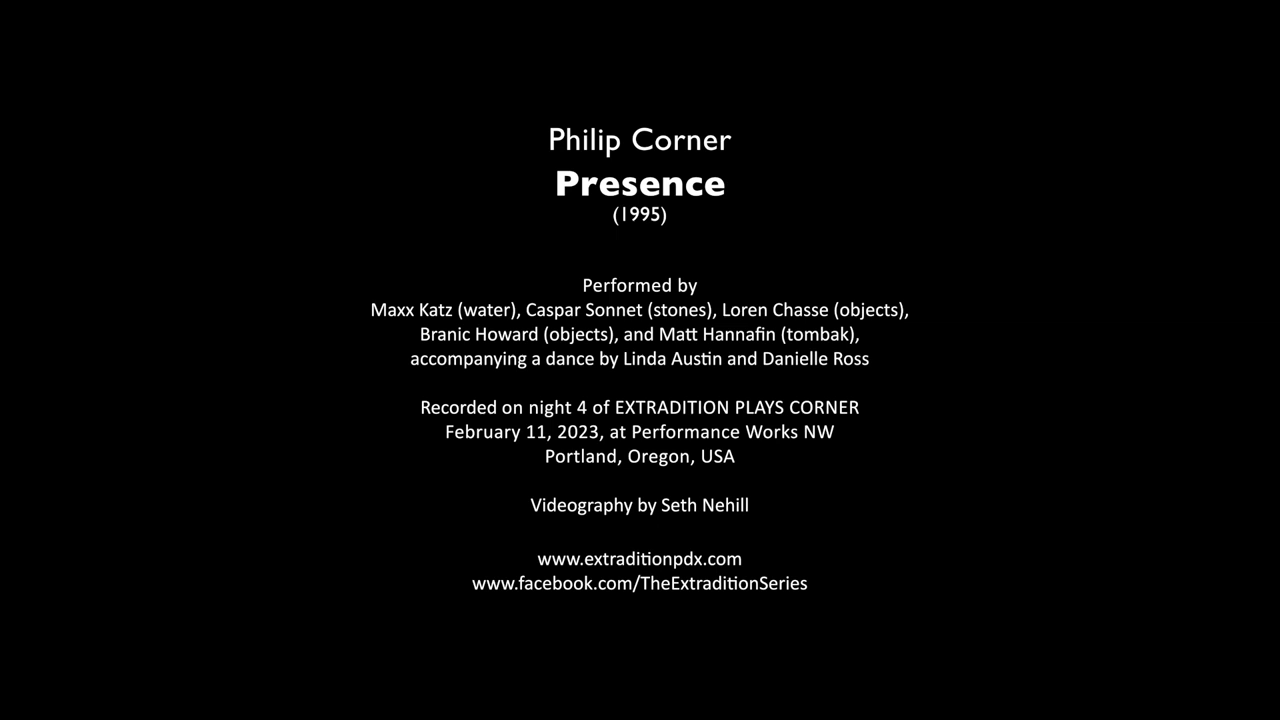 Philip Corner
Presence
(1995)
Performed by
Maxx Katz (water), Caspar Sonnet (stones), Loren Chasse (objects),
Branic Howard (objects), and Matt Hannafin (tombak),
accompanying a dance by Linda Austin and Danielle Ross
Recorded on night 4 of EXTRADITION PLAYS CORNER
February 11, 2023, at Performance Works NW
Portland, Oregon, USA
Videography by Seth Nehill
www.extraditionpdx.com
www.facebook.com/TheExtraditionSeries